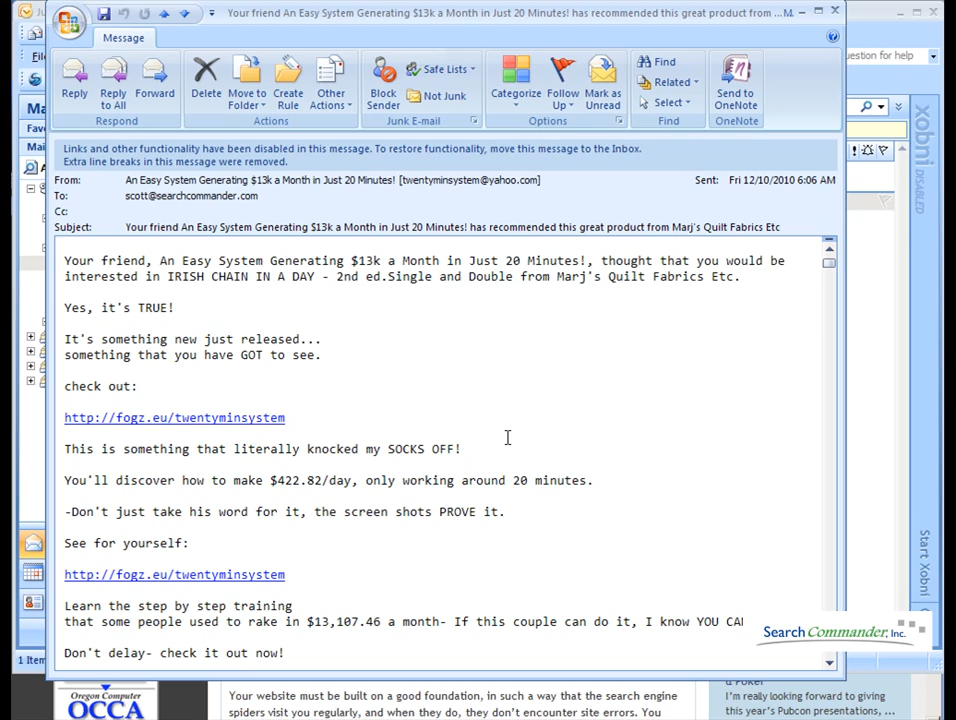 Your friend An Easy System Generating $13k a Month in Just 20 Minutes! has recommended this great product from ... M.
Message
Reply
Reply to All
Forward
Respond
Delete
Move to Folder
Create Rule
Other Actions
Actions
Block Sender
Safe Lists
Not Junk
Junk E-mail
Categorize
Follow Up
Mark as Unread
Options
Find
Related
Select
Find
Send to OneNote
OneNote
uestion for help
File
Ma
Fav
Mai
xobni
DISABLED
Start Xobni
Links and other functionality have been disabled in this message. To restore functionality, move this message to the Inbox.
Extra line breaks in this message were removed.
From: An Easy System Generating $13k a Month in Just 20 Minutes! [twentyminsystem@yahoo.com] Sent: Fri 12/10/2010 6:06 AM
To: scott@searchcommander.com
Cc:
Subject: Your friend An Easy System Generating $13k a Month in Just 20 Minutes! has recommended this great product from Marj's Quilt Fabrics Etc
Your friend, An Easy System Generating $13k a Month in Just 20 Minutes!, thought that you would be
interested in IRISH CHAIN IN A DAY - 2nd ed.Single and Double from Marj's Quilt Fabrics Etc.
Yes, it's TRUE!
It's something new just released...
something that you have GOT to see.
check out:
http://fogz.eu/twentyminsystem
This is something that literally knocked my SOCKS OFF!
You'll discover how to make $422.82/day, only working around 20 minutes.
-Don't just take his word for it, the screen shots PROVE it.
See for yourself:
http://fogz.eu/twentyminsystem
Learn the step by step training
that some people used to rake in $13,107.46 a month- If this couple can do it, I know YOU CAN
Don't delay- check it out now!
Search Commander, Inc.
1 Item
Oregon Computer
OCCA
Your website must be built on a good foundation, in such a way that the search engine
spiders visit you regularly, and when they do, they don't encounter site errors. You
a Poker
I'm really looking forward to giving
this year's Pubcon presentations, ...